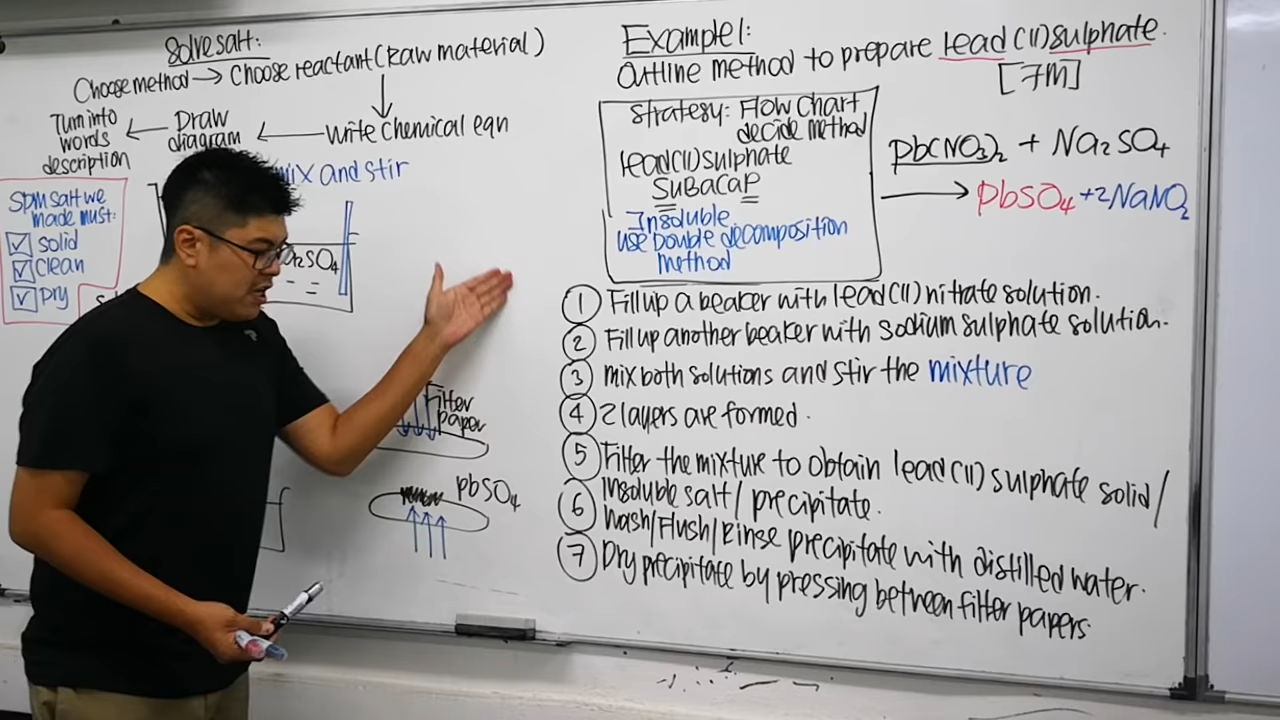 Solve salt:
Choose method → Choose reactant (Raw material)
Write Chemical eqn
Draw diagram
Turn into words description
mix and stir
SPM salt we
made must:
☑ solid
☑ clean
☑ Dry
SO₄
Filter
paper
PbSO₄
Example 1:
Outline method to prepare lead (II) sulphate.
[7M]
Strategy: Flow Chart
decide method
lead(II) sulphate
SuBaCaP
Insoluble
use Double decomposition
method
Pb(NO₃)₂ + Na₂SO₄
→ PbSO₄ + 2NaNO₂
① Fill up a beaker with lead(II) nitrate solution.
② Fill up another beaker with sodium sulphate solution.
③ mix both solutions and stir the mixture
④ 2 layers are formed.
⑤ Filter the mixture to obtain lead(II) sulphate solid/
insoluble salt/precipitate.
⑥ Wash/Flush/Rinse precipitate with distilled water.
⑦ Dry precipitate by pressing between filter papers